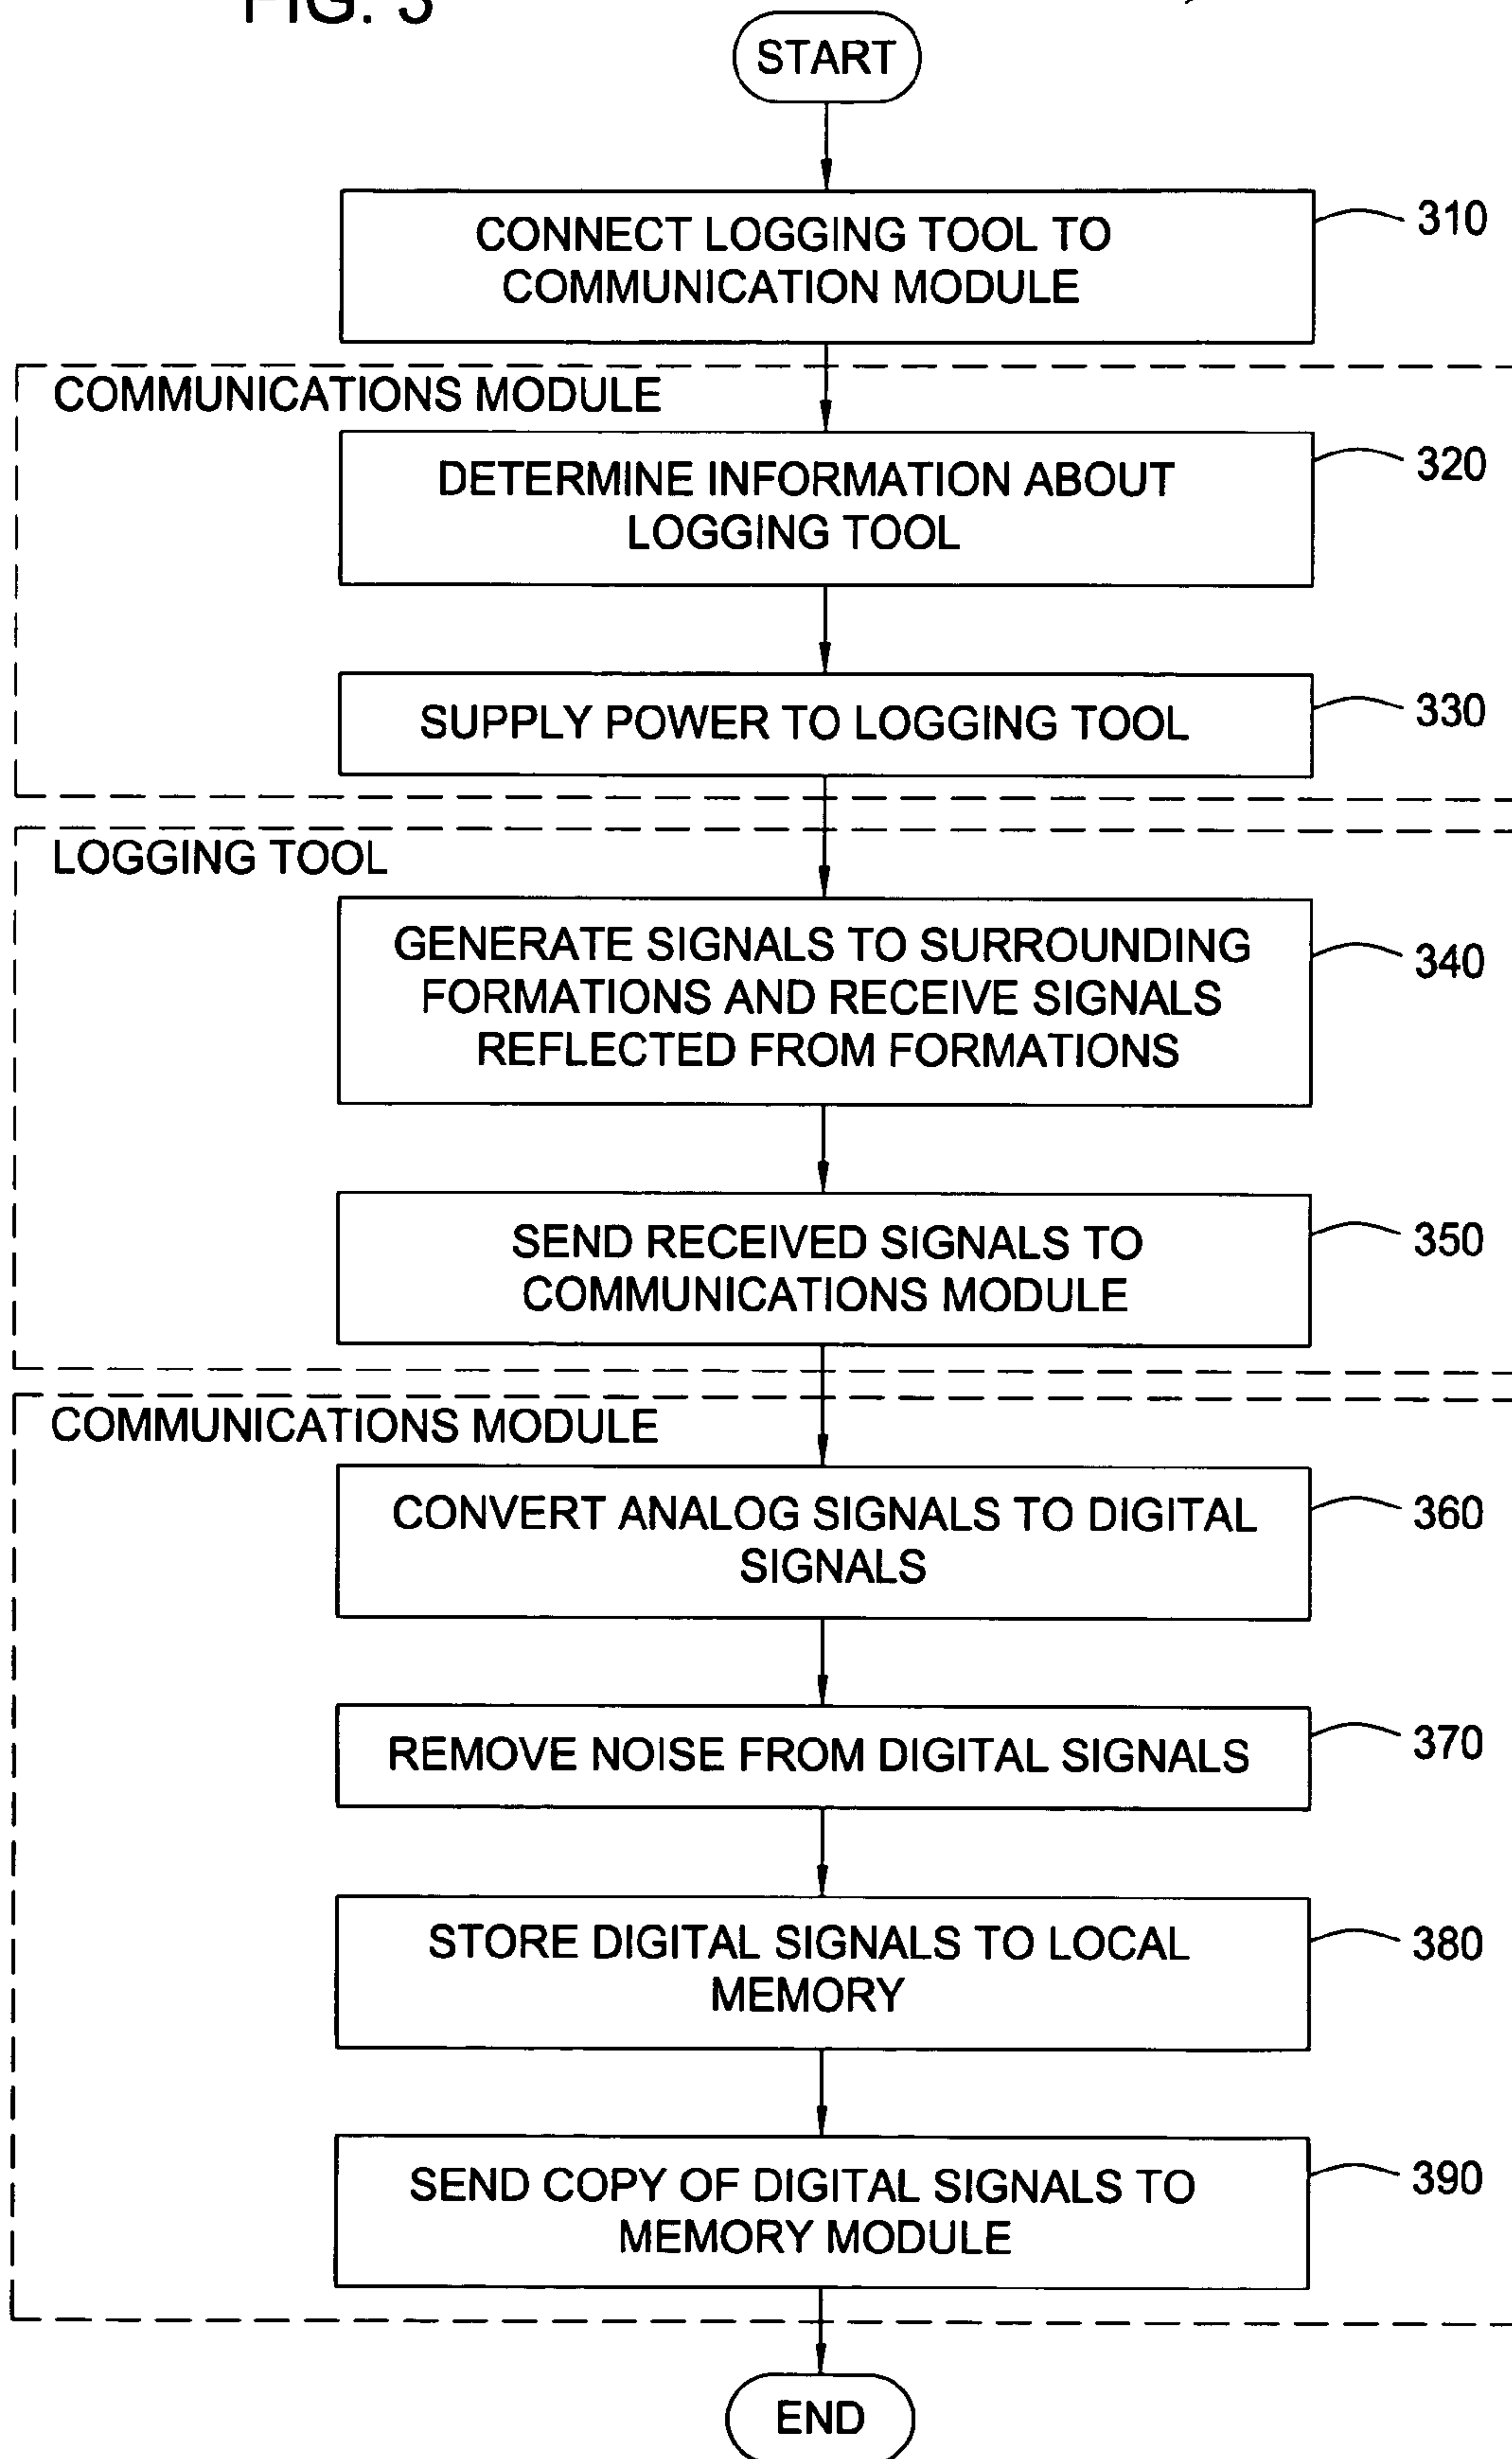 FIG. 3
START
CONNECT LOGGING TOOL TO
COMMUNICATION MODULE
310
COMMUNICATIONS MODULE
DETERMINE INFORMATION ABOUT
LOGGING TOOL
320
SUPPLY POWER TO LOGGING TOOL
330
LOGGING TOOL
GENERATE SIGNALS TO SURROUNDING
FORMATIONS AND RECEIVE SIGNALS
REFLECTED FROM FORMATIONS
340
SEND RECEIVED SIGNALS TO
COMMUNICATIONS MODULE
350
COMMUNICATIONS MODULE
CONVERT ANALOG SIGNALS TO DIGITAL
SIGNALS
360
REMOVE NOISE FROM DIGITAL SIGNALS
370
STORE DIGITAL SIGNALS TO LOCAL
MEMORY
380
SEND COPY OF DIGITAL SIGNALS TO
MEMORY MODULE
390
END